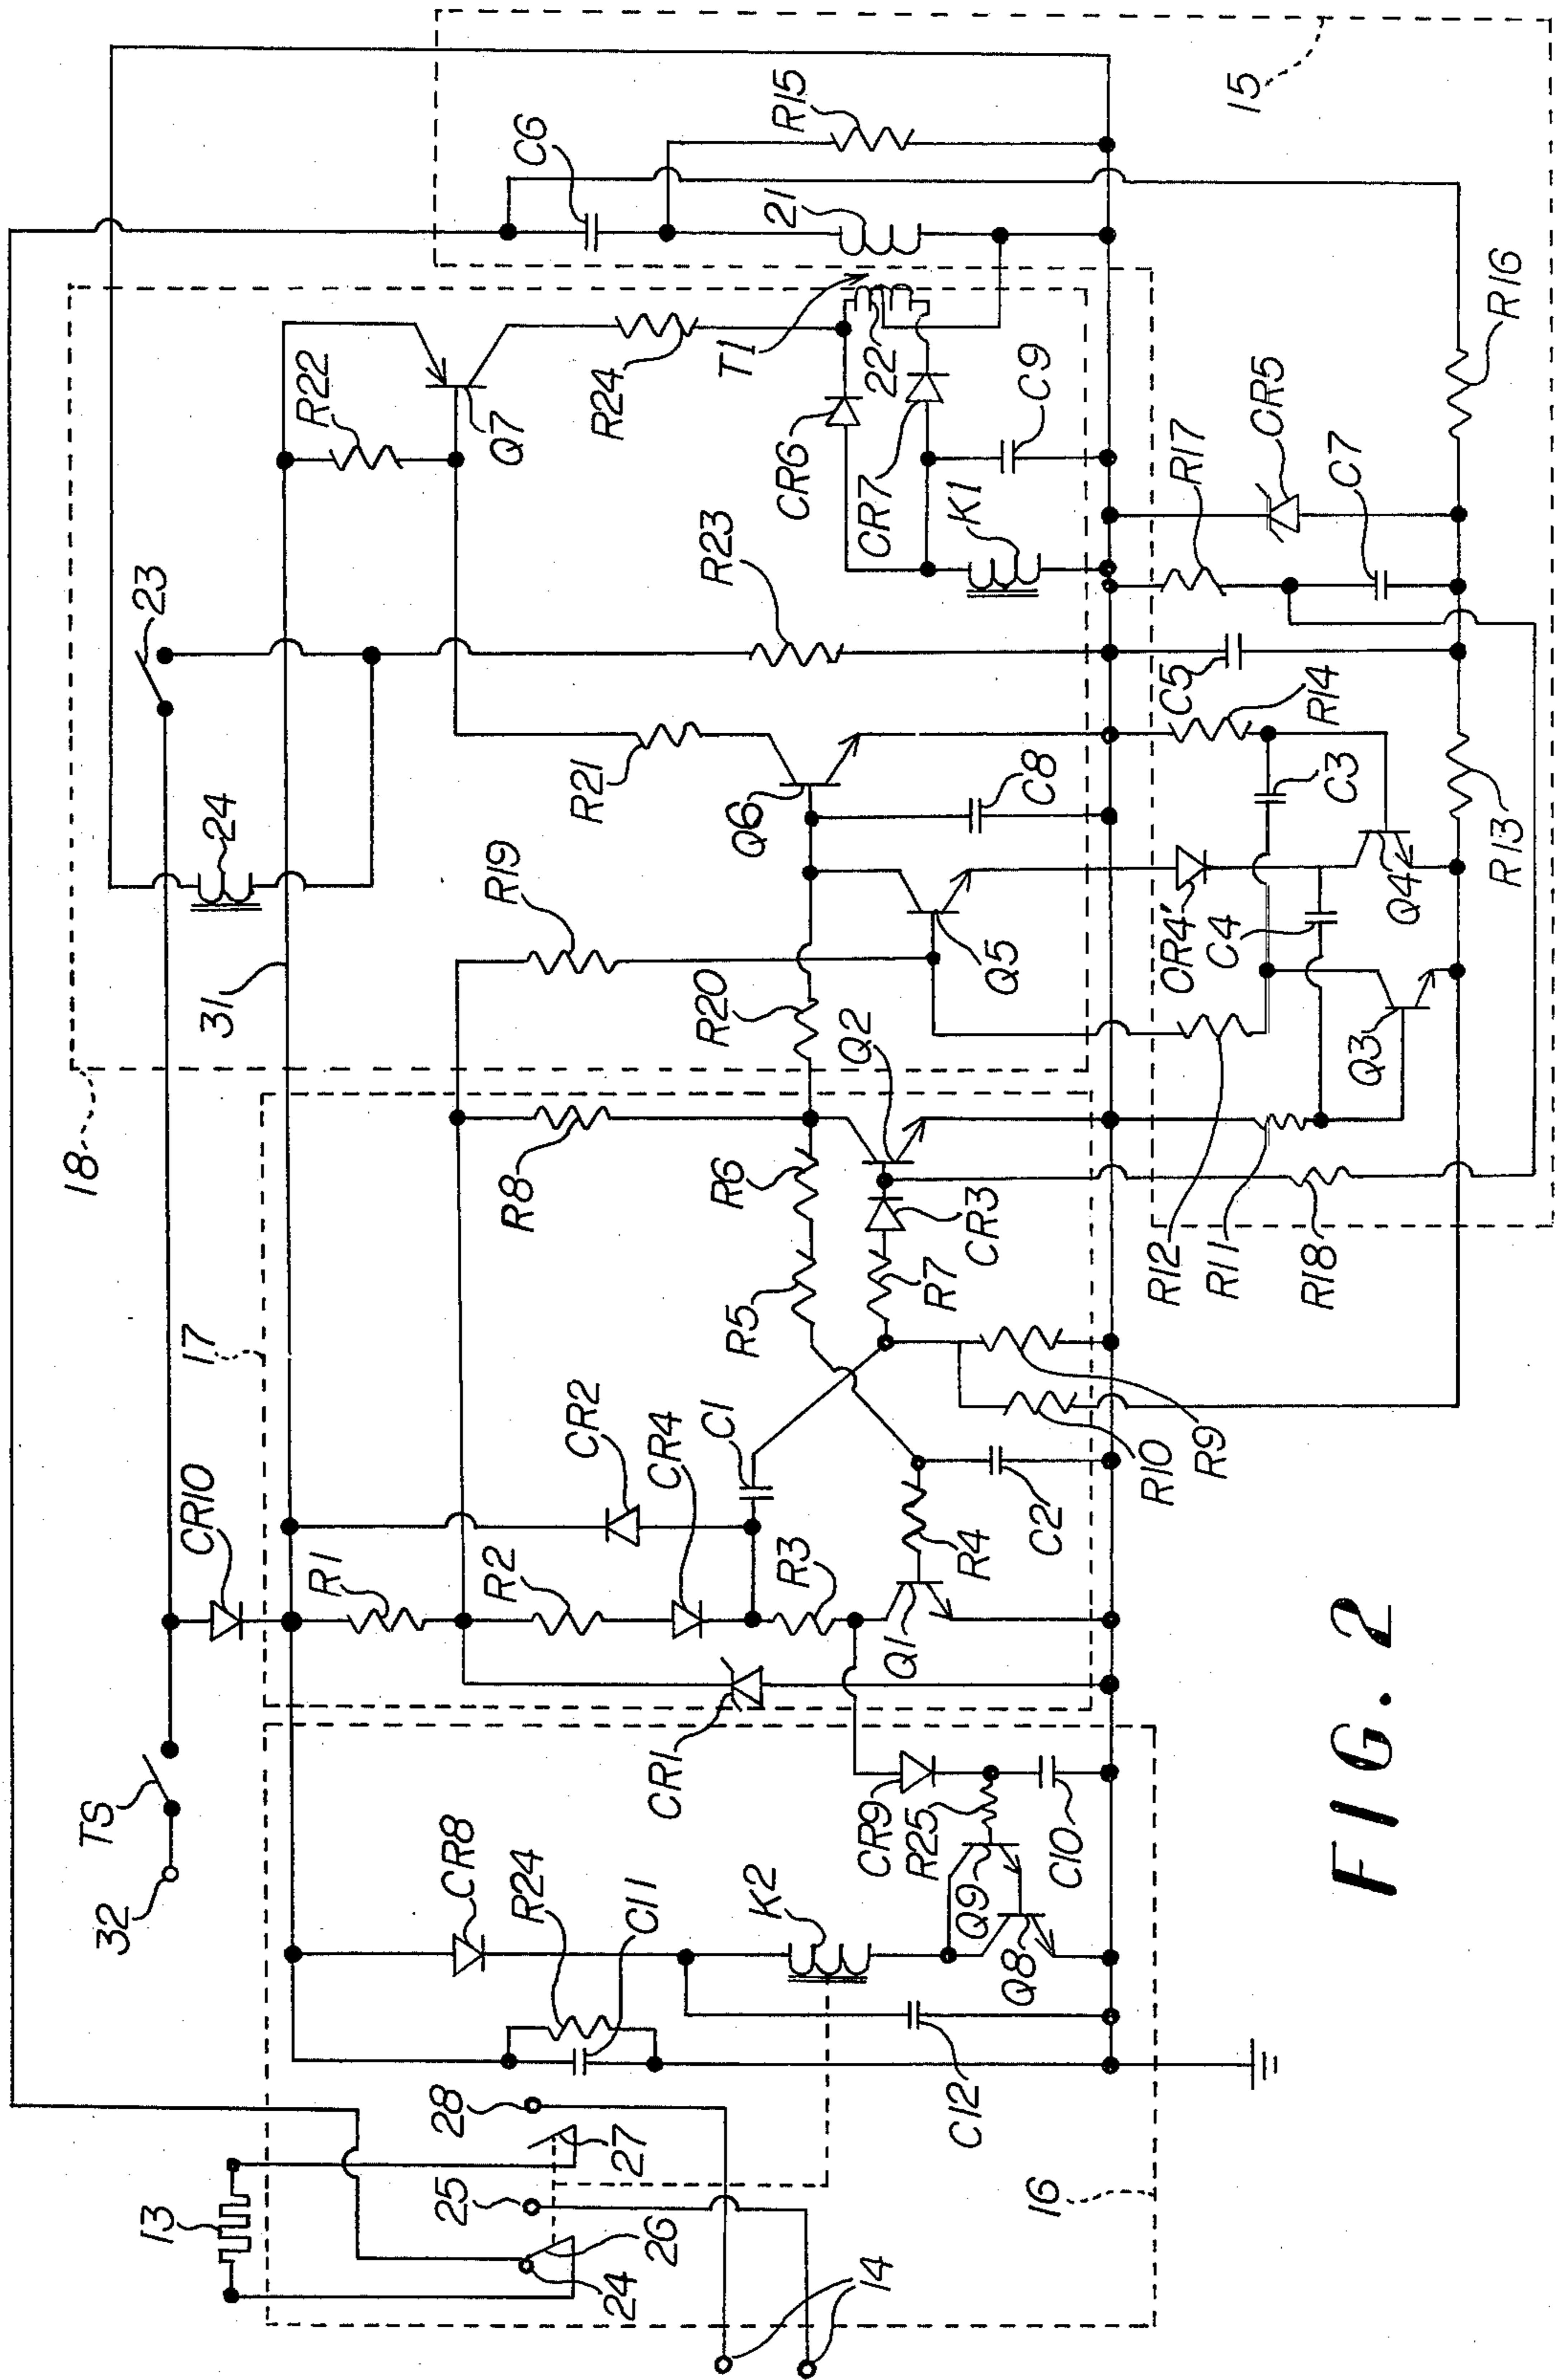 15
C6
R15
21
R16
T1
22
R22
Q7
R24
CR6
CR7
C9
K1
R17
CR5
C7
23
R23
C5
R14
24
R21
Q6
C8
C3
R13
31
R19
Q5
CR4'
C4
Q4
R20
Q2
Q3
18
R8
R6
CR3
R12
R11
R18
17
R5
R7
CR10
CR2
CR4
C1
R10
R9
R1
R2
R3
R4
C2
Q1
TS
CR1
32
CR8
R24
C11
K2
CR9
R25
Q9
Q8
C10
28
27
C12
13
25
26
24
14
16
FIG. 2